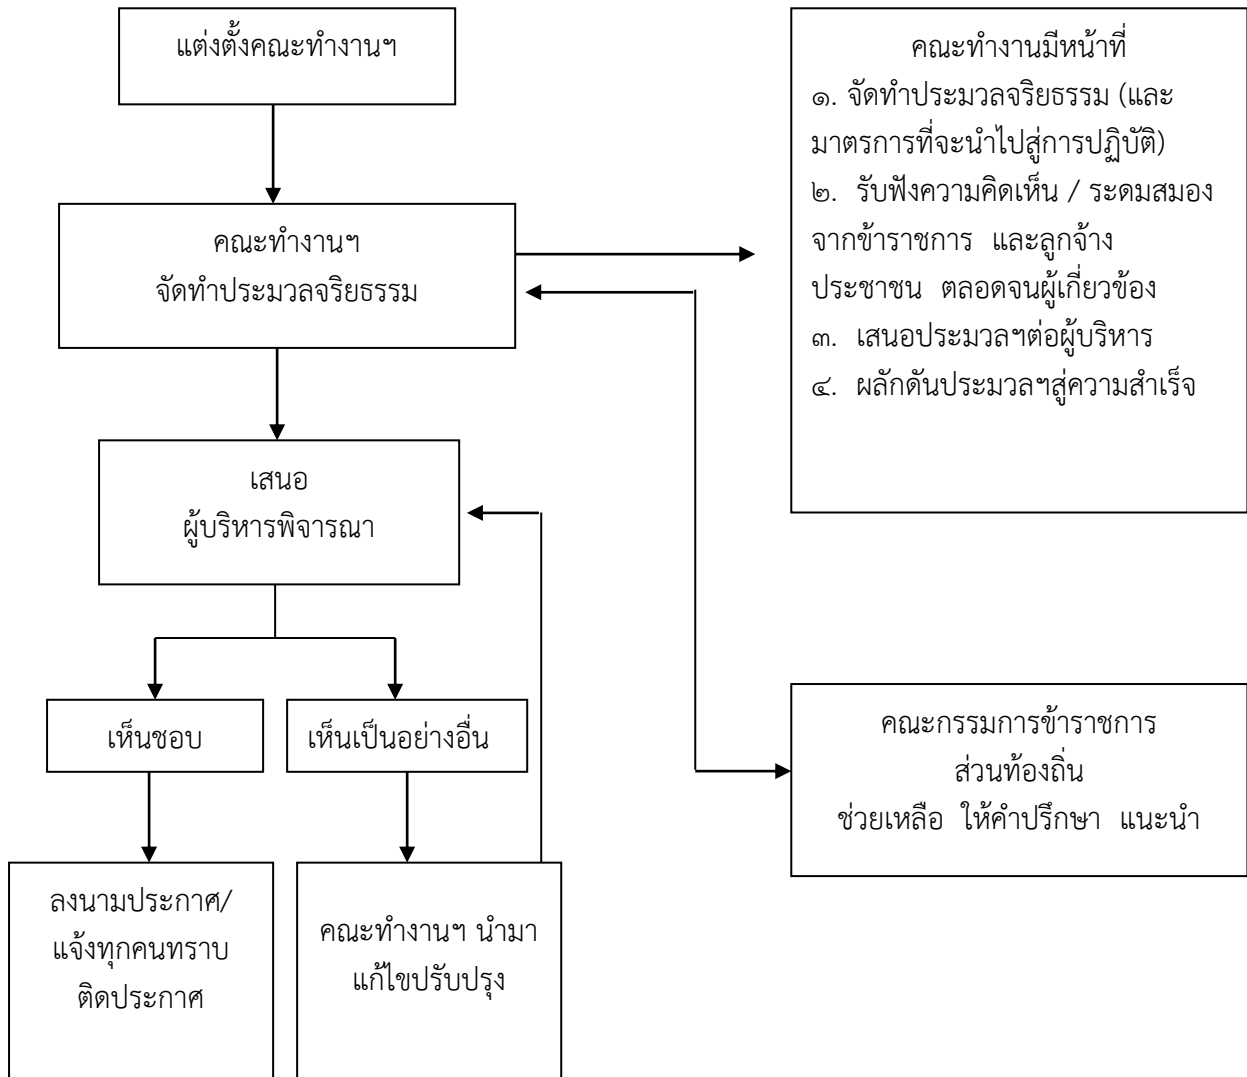 แต่งตั้งคณะทำงานฯ
คณะทำงานมีหน้าที่
๑. จัดทำประมวลจริยธรรม (และ
มาตรการที่จะนำไปสู่การปฏิบัติ)
๒. รับฟังความคิดเห็น / ระดมสมอง
จากข้าราชการ และลูกจ้าง
ประชาชน ตลอดจนผู้เกี่ยวข้อง
๓. เสนอประมวลฯต่อผู้บริหาร
๔. ผลักดันประมวลฯสู่ความสำเร็จ
คณะทำงานฯ
จัดทำประมวลจริยธรรม
เสนอ
ผู้บริหารพิจารณา
เห็นชอบ
เห็นเป็นอย่างอื่น
คณะกรรมการข้าราชการ
ส่วนท้องถิ่น
ช่วยเหลือ ให้คำปรึกษา แนะนำ
ลงนามประกาศ/
แจ้งทุกคนทราบ
ติดประกาศ
คณะทำงานฯ นำมา
แก้ไขปรับปรุง